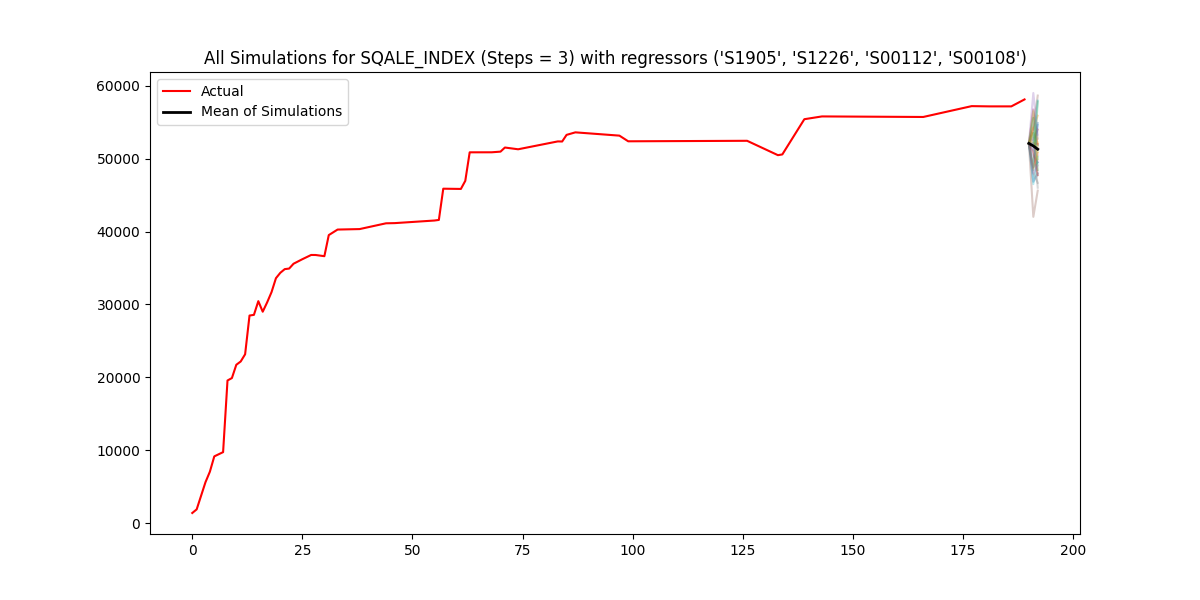 All Simulations for SQALE_INDEX (Steps = 3) with regressors ('S1905', 'S1226', 'S00112', 'S00108')
Actual
Mean of Simulations
60000
50000
40000
30000
20000
10000
0
0 25 50 75 100 125 150 175 200